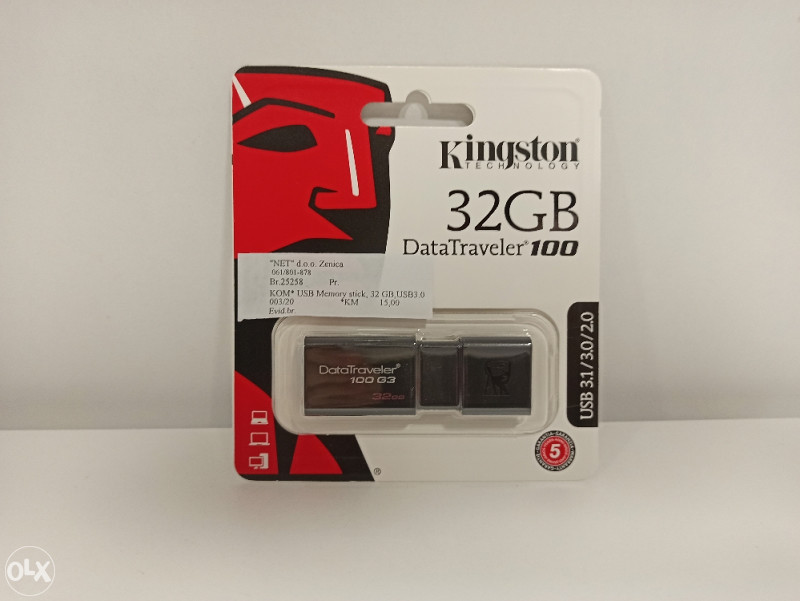 Kingston
TECHNOLOGY
32GB
DataTraveler® 100
"NET" d.o.o. Zenica
061/801-878
Br.25258 Pr.
KOM* USB Memory stick, 32 GB,USB3.0
003/20 *KM 15,00
Evid.br.
DataTraveler®
100 G3
32GB
USB 3.1/3.0/2.0
5
®
OLX